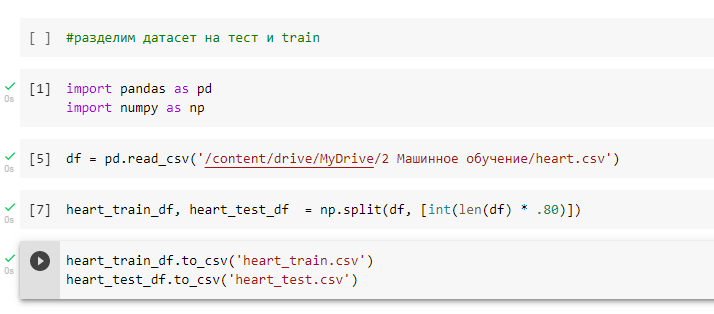 [ ] #разделим датасет на тест и train
[1] import pandas as pd
0s import numpy as np
[5] df = pd.read_csv('/content/drive/MyDrive/2 Машинное обучение/heart.csv')
0s
[7] heart_train_df, heart_test_df  = np.split(df, [int(len(df) * .80)])
0s
heart_train_df.to_csv('heart_train.csv')
0s heart_test_df.to_csv('heart_test.csv')